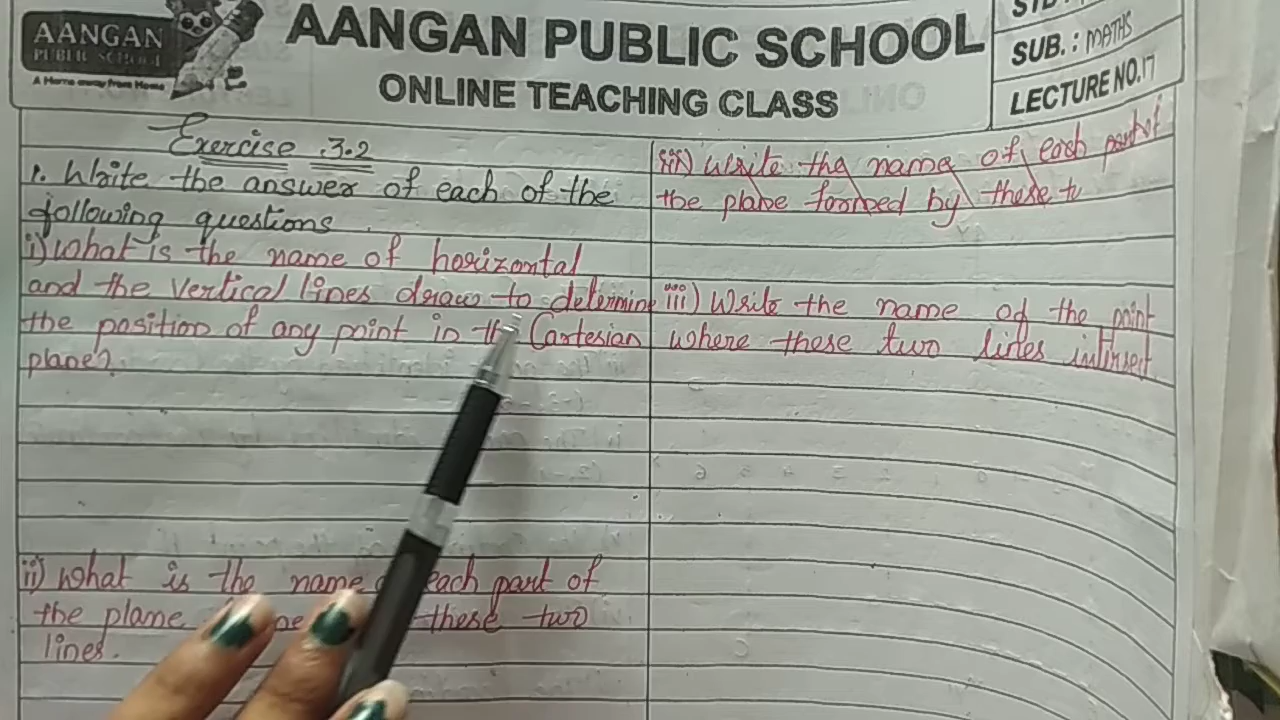 AANGAN
PUBLIC SCHOOL
A Home away from Home
AANGAN PUBLIC SCHOOL
ONLINE TEACHING CLASS
STD
SUB. : MATHS
LECTURE NO. 17
Exercise 3.2
1. Write the answer of each of the
following questions.
i) What is the name of horizontal
and the vertical lines draw to determine
the position of any point in the Cartesian
plane?
ii) What is the name each part of
the plame these two
lines.
iii) Write the name of each part of
the plane formed by these
iii) Write the name of the point
where these two lines